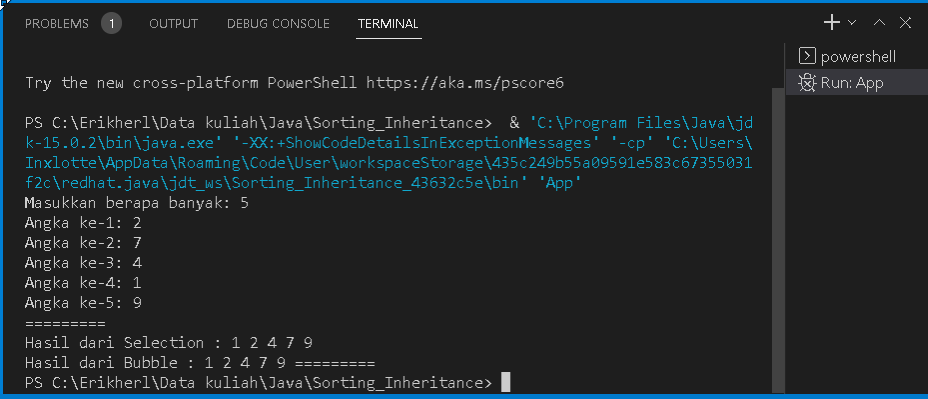 PROBLEMS 1 OUTPUT DEBUG CONSOLE TERMINAL
powershell
Run: App
Try the new cross-platform PowerShell https://aka.ms/pscore6
PS C:\Erikherl\Data kuliah\Java\Sorting_Inheritance>  & 'C:\Program Files\Java\jd
k-15.0.2\bin\java.exe' '-XX:+ShowCodeDetailsInExceptionMessages' '-cp' 'C:\Users\
Inxlotte\AppData\Roaming\Code\User\workspaceStorage\435c249b55a09591e583c67355031
f2c\redhat.java\jdt_ws\Sorting_Inheritance_43632c5e\bin' 'App'
Masukkan berapa banyak: 5
Angka ke-1: 2
Angka ke-2: 7
Angka ke-3: 4
Angka ke-4: 1
Angka ke-5: 9
=========
Hasil dari Selection : 1 2 4 7 9
Hasil dari Bubble : 1 2 4 7 9 =========
PS C:\Erikherl\Data kuliah\Java\Sorting_Inheritance>